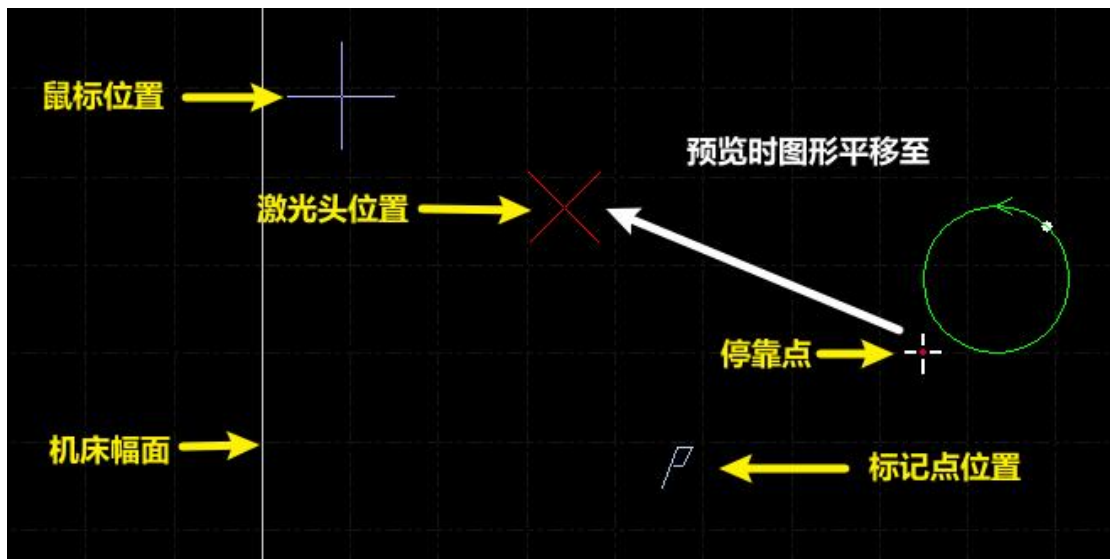 鼠标位置
预览时图形平移至
激光头位置
停靠点
机床幅面
标记点位置